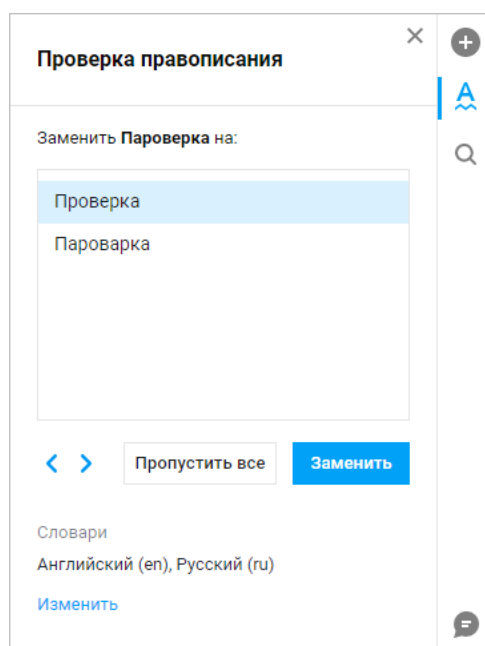 Проверка правописания
Заменить Пароверка на:
Проверка
Пароварка
Пропустить все
Заменить
Словари
Английский (en), Русский (ru)
Изменить
A